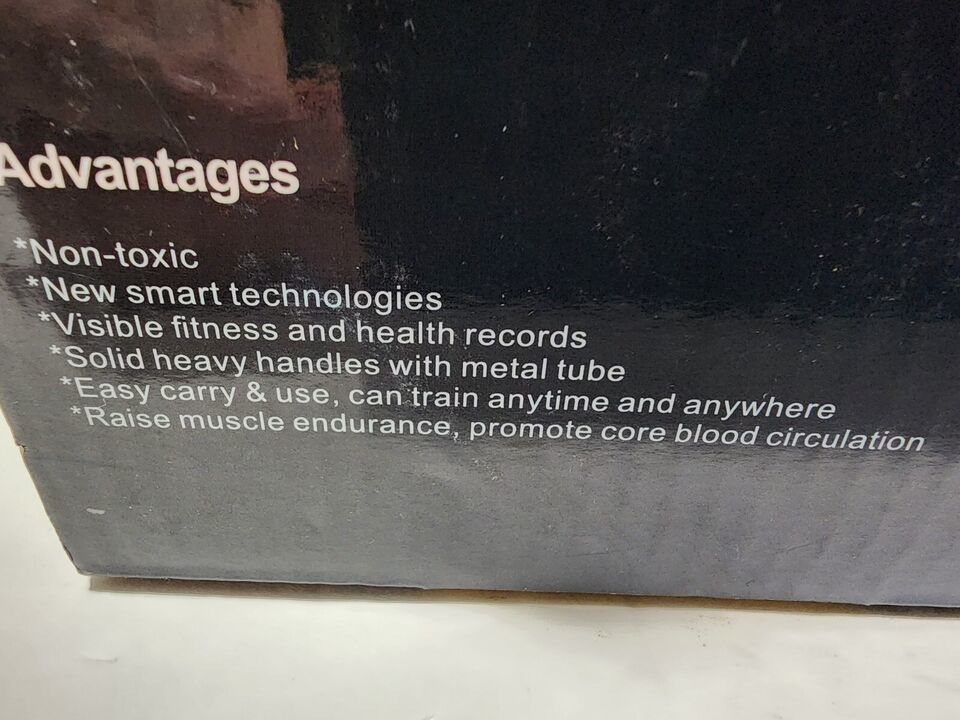 Advantages
*Non-toxic
*New smart technologies
*Visible fitness and health records
*Solid heavy handles with metal tube
*Easy carry & use, can train anytime and anywhere
*Raise muscle endurance, promote core blood circulation